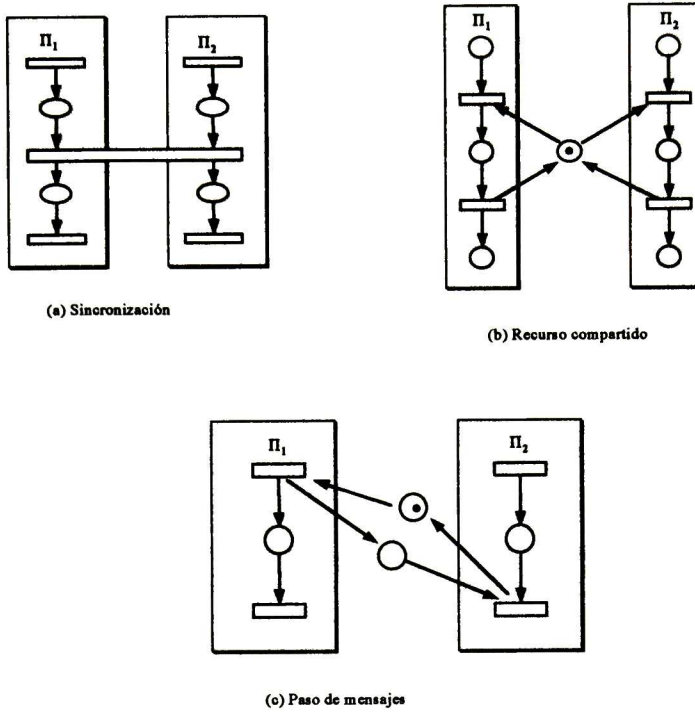 Π1 Π2
(a) Sincronización
Π1 Π2
(b) Recurso compartido
Π1 Π2
(c) Paso de mensajes